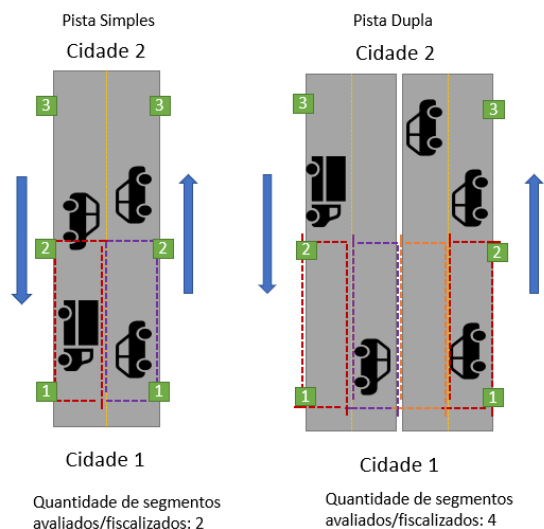 Pista Simples
Pista Dupla
Cidade 2
Cidade 2
3
3
3
3
2
2
2
2
1
1
1
1
Cidade 1
Cidade 1
Quantidade de segmentos
avaliados/fiscalizados: 2
Quantidade de segmentos
avaliados/fiscalizados: 4